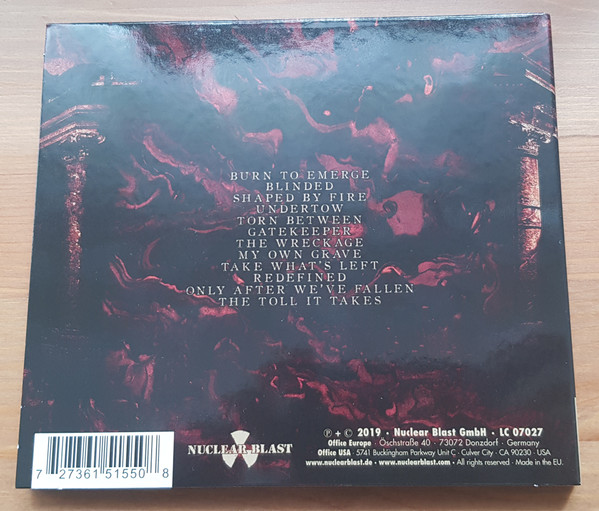 BURN TO EMERGE
BLINDED
SHAPED BY FIRE
UNDERTOW
TORN BETWEEN
GATEKEEPER
THE WRECKAGE
MY OWN GRAVE
TAKE WHAT'S LEFT
REDEFINED
ONLY AFTER WE'VE FALLEN
THE TOLL IT TAKES
7 27361 51550 8
NUCLEAR BLAST
℗ + © 2019 · Nuclear Blast GmbH · LC 07027
Office Europe · Öschstraße 40 · 73072 Donzdorf · Germany
Office USA · 5741 Buckingham Parkway Unit C · Culver City · CA 90230 · USA
www.nuclearblast.de · www.nuclearblast.com · All rights reserved · Made in the EU.